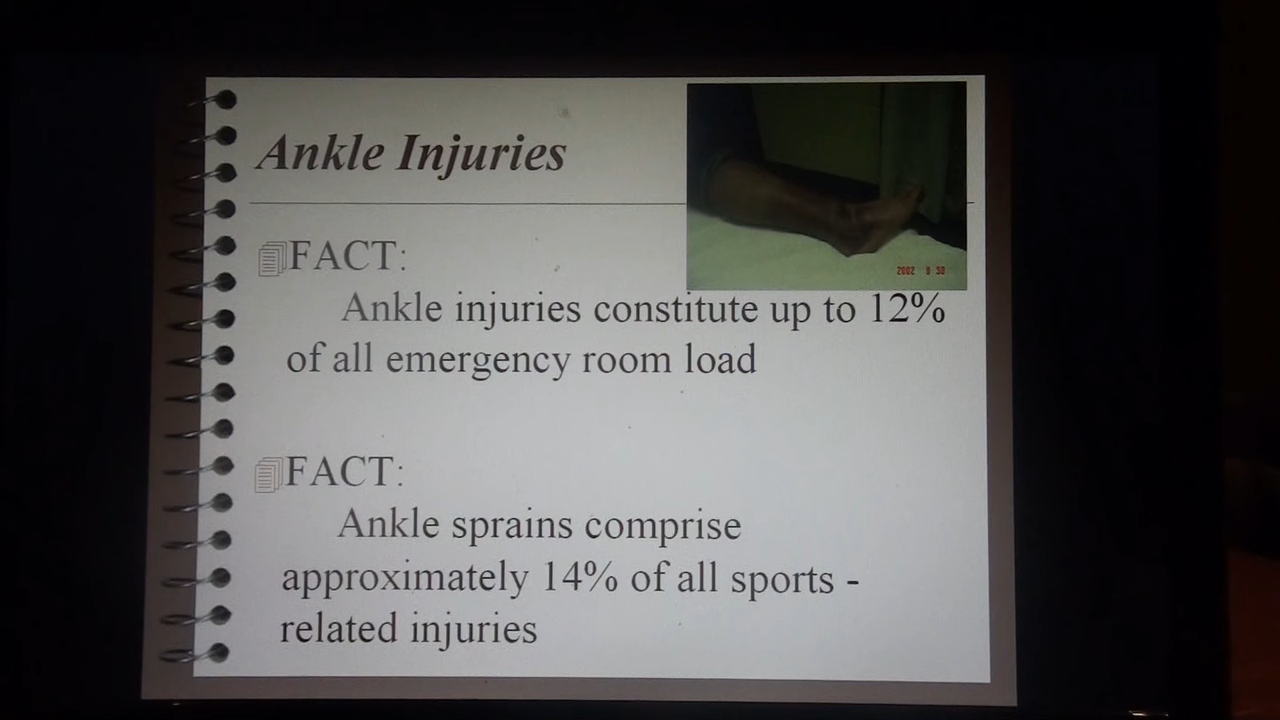 Ankle Injuries
FACT:
Ankle injuries constitute up to 12%
of all emergency room load
FACT:
Ankle sprains comprise
approximately 14% of all sports -
related injuries